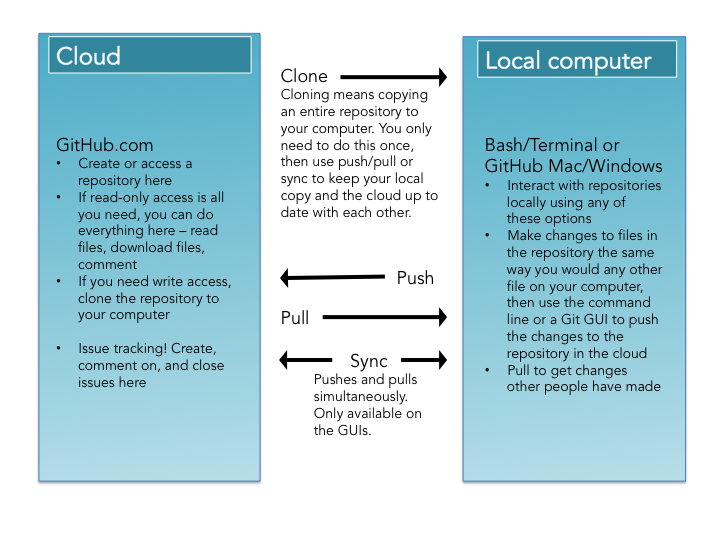 Cloud
GitHub.com
• Create or access a
repository here
• If read-only access is all
you need, you can do
everything here – read
files, download files,
comment
• If you need write access,
clone the repository to
your computer
• Issue tracking! Create,
comment on, and close
issues here
Clone
Cloning means copying
an entire repository to
your computer. You only
need to do this once,
then use push/pull or
sync to keep your local
copy and the cloud up to
date with each other.
Push
Pull
Sync
Pushes and pulls
simultaneously.
Only available on
the GUIs.
Local computer
Bash/Terminal or
GitHub Mac/Windows
• Interact with repositories
locally using any of
these options
• Make changes to files in
the repository the same
way you would any other
file on your computer,
then use the command
line or a Git GUI to push
the changes to the
repository in the cloud
• Pull to get changes
other people have made